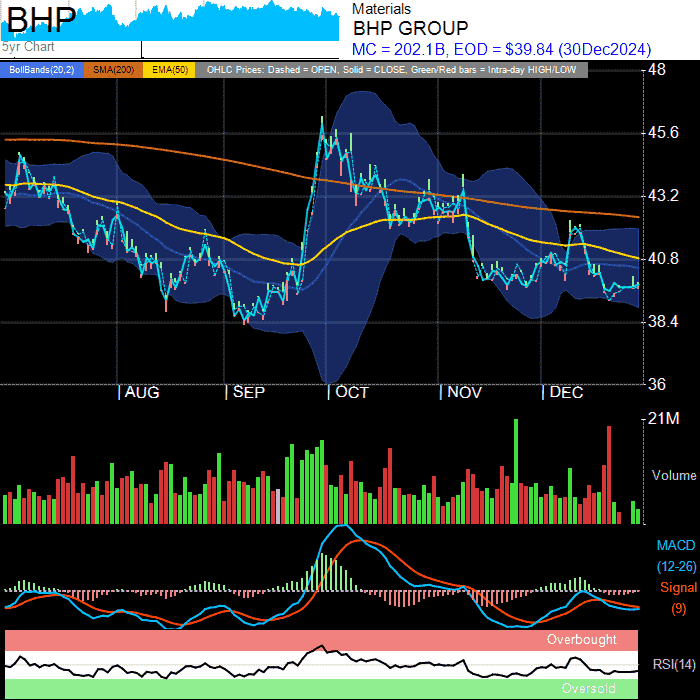 BHP
5yr Chart
Materials
BHP GROUP
MC = 202.1B, EOD = $39.84 (30Dec2024)
BollBands(20,2) SMA(200) EMA(50) OHLC Prices: Dashed = OPEN, Solid = CLOSE, Green/Red bars = Intra-day HIGH/LOW
48
45.6
43.2
40.8
38.4
36
| AUG | SEP | OCT | NOV | DEC
21M
Volume
MACD
(12-26)
Signal
(9)
Overbought
RSI(14)
Oversold